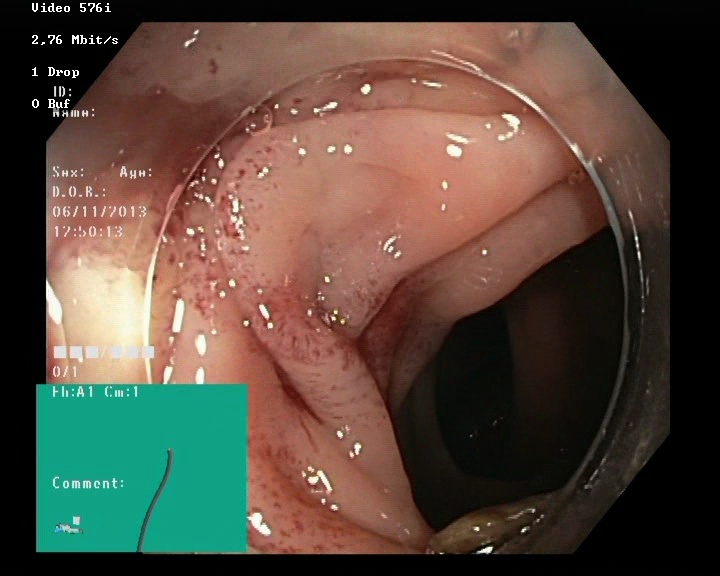 Video 576i
2,76 Mbit/s
1 Drop
0 Buf
ID:
Name:
Sex: Age:
D.O.B.:
06/11/2013
12:50:13
0/1
Eh:A1 Cm:1
Comment: